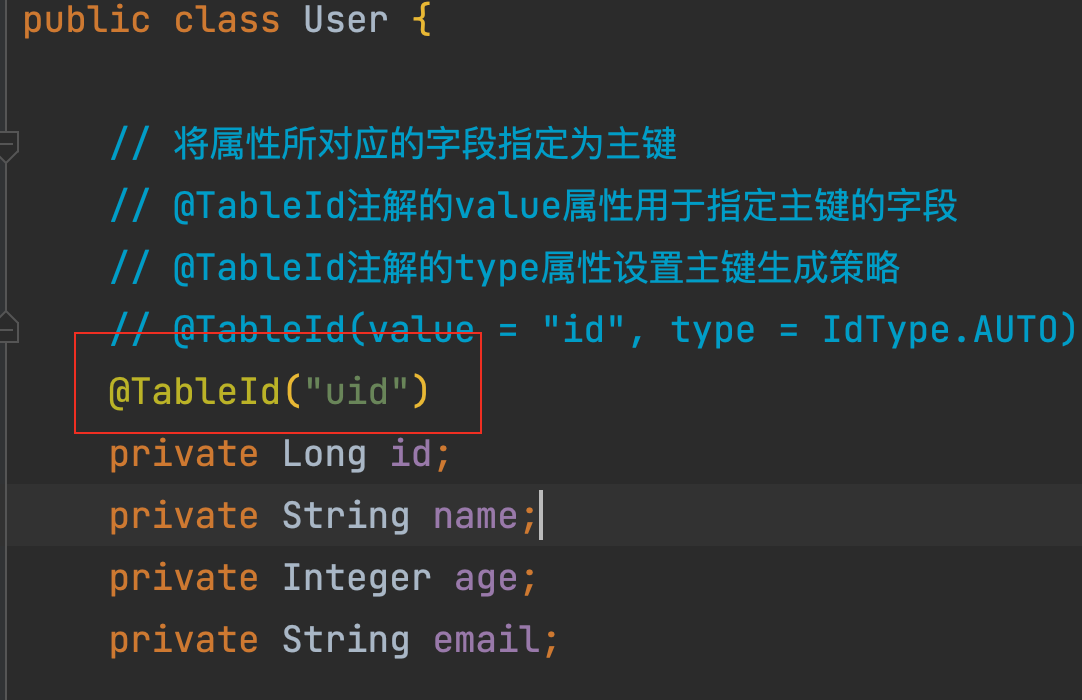 public class User {
// 将属性所对应的字段指定为主键
// @TableId注解的value属性用于指定主键的字段
// @TableId注解的type属性设置主键生成策略
// @TableId(value = "id", type = IdType.AUTO)
@TableId("uid")
private Long id;
private String name;
private Integer age;
private String email;